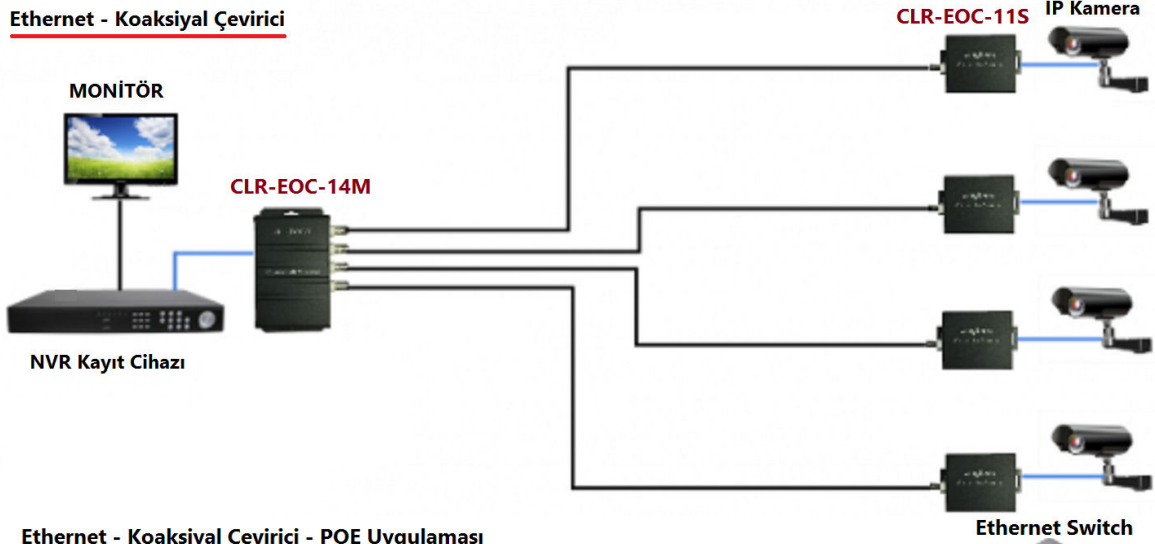 Ethernet - Koaksiyal Çevirici
CLR-EOC-11S
IP Kamera
MONİTÖR
CLR-EOC-14M
NVR Kayıt Cihazı
Ethernet Switch
Ethernet - Koaksiyal Çevirici - POE Uygulaması